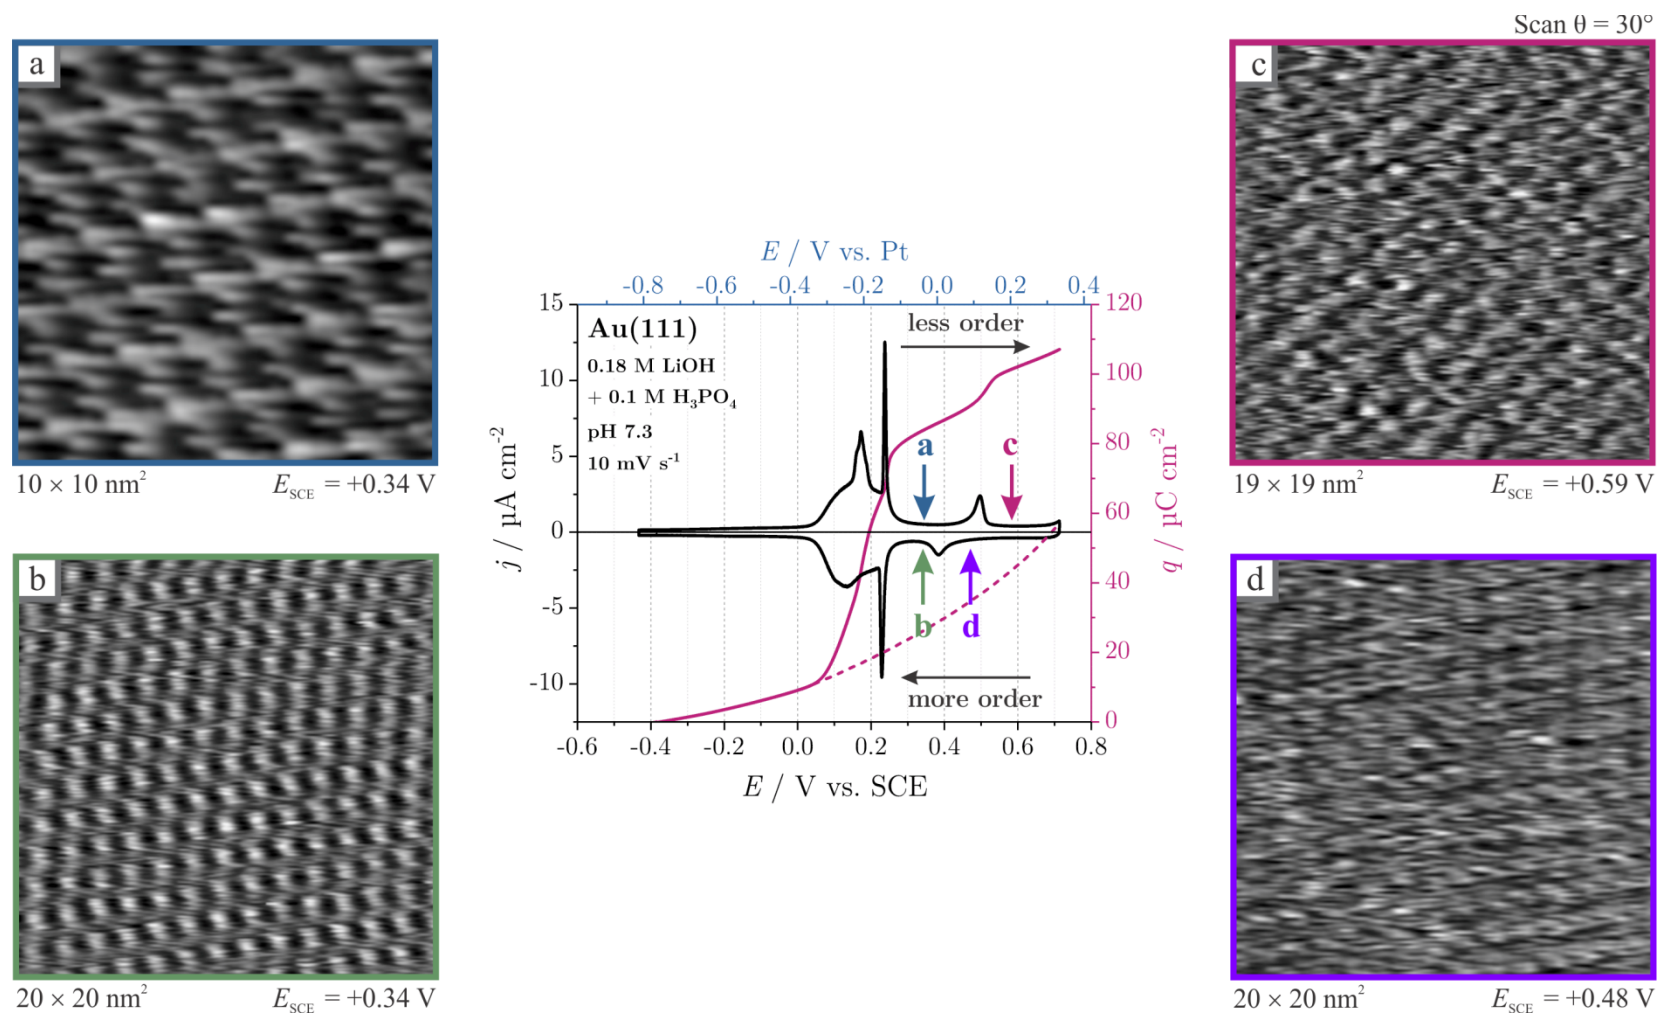 Scan θ = 30°
a
10 × 10 nm²
E_SCE = +0.34 V
b
20 × 20 nm²
E_SCE = +0.34 V
E / V vs. Pt
-0.8 -0.6 -0.4 -0.2 0.0 0.2 0.4
15
10
5
0
-5
-10
j / µA cm⁻²
Au(111)
0.18 M LiOH
+ 0.1 M H₃PO₄
pH 7.3
10 mV s⁻¹
less order
a
c
b
d
more order
120
100
80
60
40
20
0
q / µC cm⁻²
-0.6 -0.4 -0.2 0.0 0.2 0.4 0.6 0.8
E / V vs. SCE
c
19 × 19 nm²
E_SCE = +0.59 V
d
20 × 20 nm²
E_SCE = +0.48 V